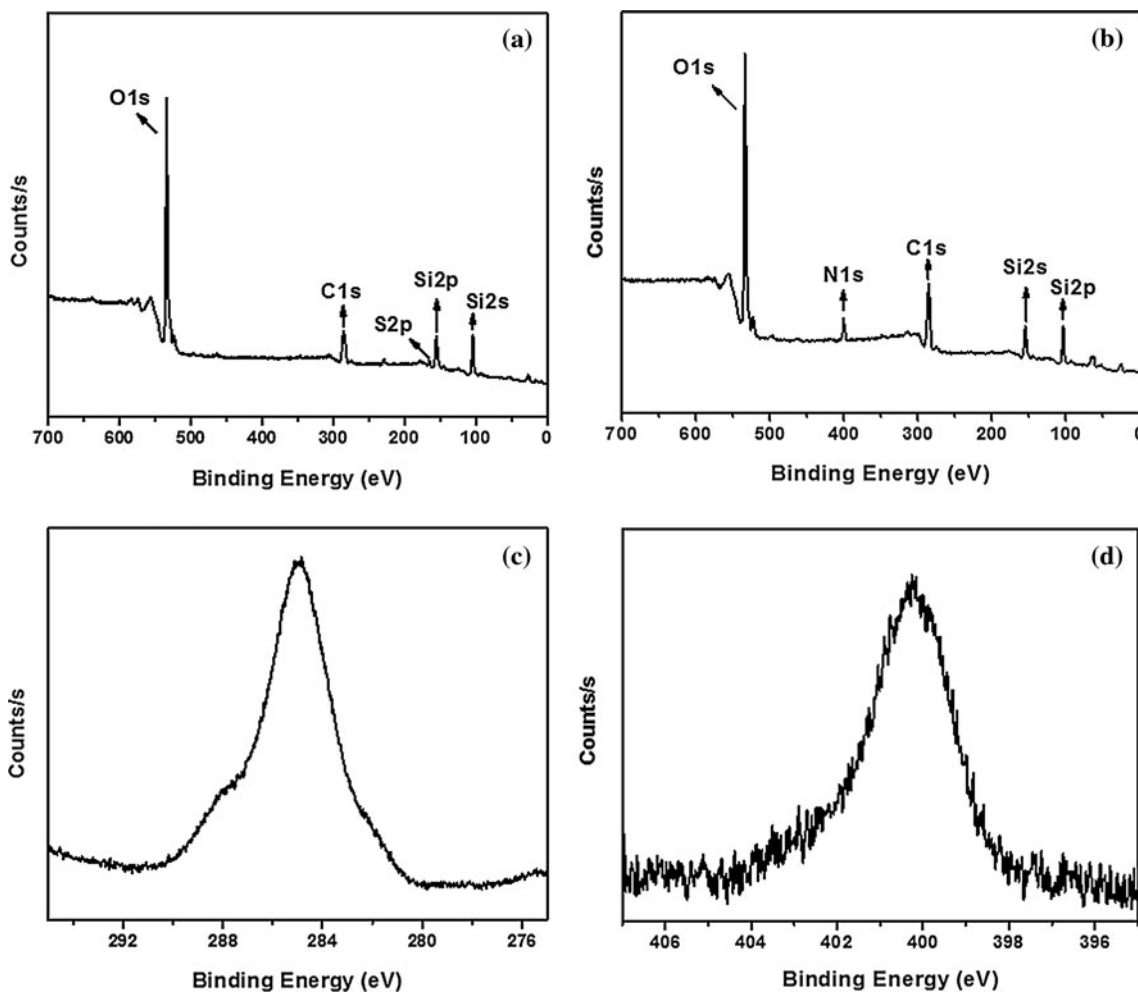 (a)
O1s
C1s
S2p
Si2p
Si2s
Counts/s
700 600 500 400 300 200 100 0
Binding Energy (eV)
(b)
O1s
N1s
C1s
Si2s
Si2p
Counts/s
700 600 500 400 300 200 100 0
Binding Energy (eV)
(c)
Counts/s
292 288 284 280 276
Binding Energy (eV)
(d)
Counts/s
406 404 402 400 398 396
Binding Energy (eV)